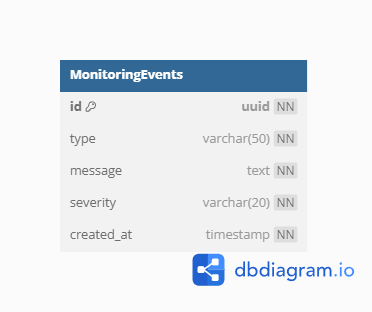 MonitoringEvents
id uuid NN
type varchar(50) NN
message text NN
severity varchar(20) NN
created_at timestamp NN
dbdiagram.io